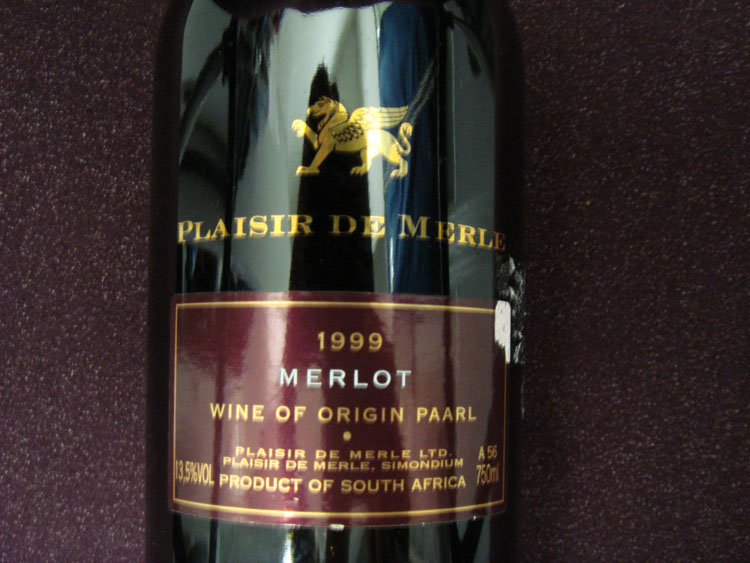 PLAISIR DE MERLE
1999
MERLOT
WINE OF ORIGIN PAARL
PLAISIR DE MERLE LTD.
PLAISIR DE MERLE, SIMONDIUM
A 56
13,5%VOL PRODUCT OF SOUTH AFRICA 750ml